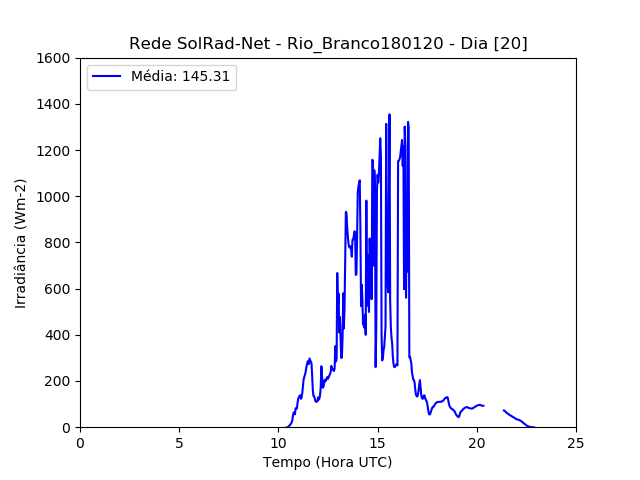 Rede SolRad-Net - Rio_Branco180120 - Dia [20]
Média: 145.31
Irradiância (Wm-2)
1600
1400
1200
1000
800
600
400
200
0
0 5 10 15 20 25
Tempo (Hora UTC)